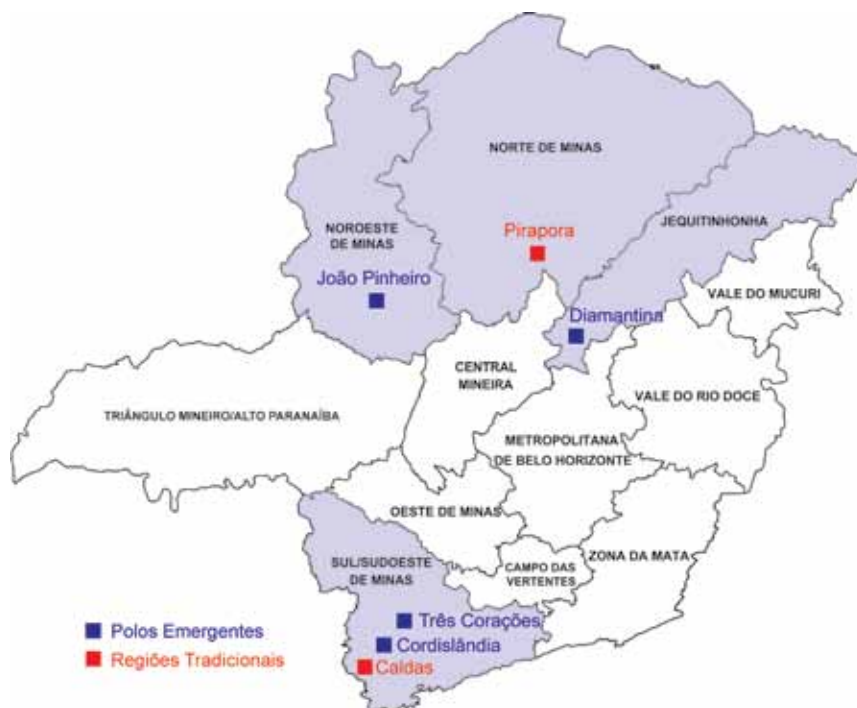 NORTE DE MINAS
JEQUITINHONHA
NOROESTE
DE MINAS
Pirapora
João Pinheiro
VALE DO MUCURI
Diamantina
CENTRAL
MINEIRA
VALE DO RIO DOCE
TRIÂNGULO MINEIRO/ALTO PARANAÍBA
METROPOLITANA
DE BELO HORIZONTE
OESTE DE MINAS
ZONA DA MATA
SUL/SUDOESTE
DE MINAS
CAMPO DAS
VERTENTES
Três Corações
Cordislândia
Caldas
Polos Emergentes
Regiões Tradicionais